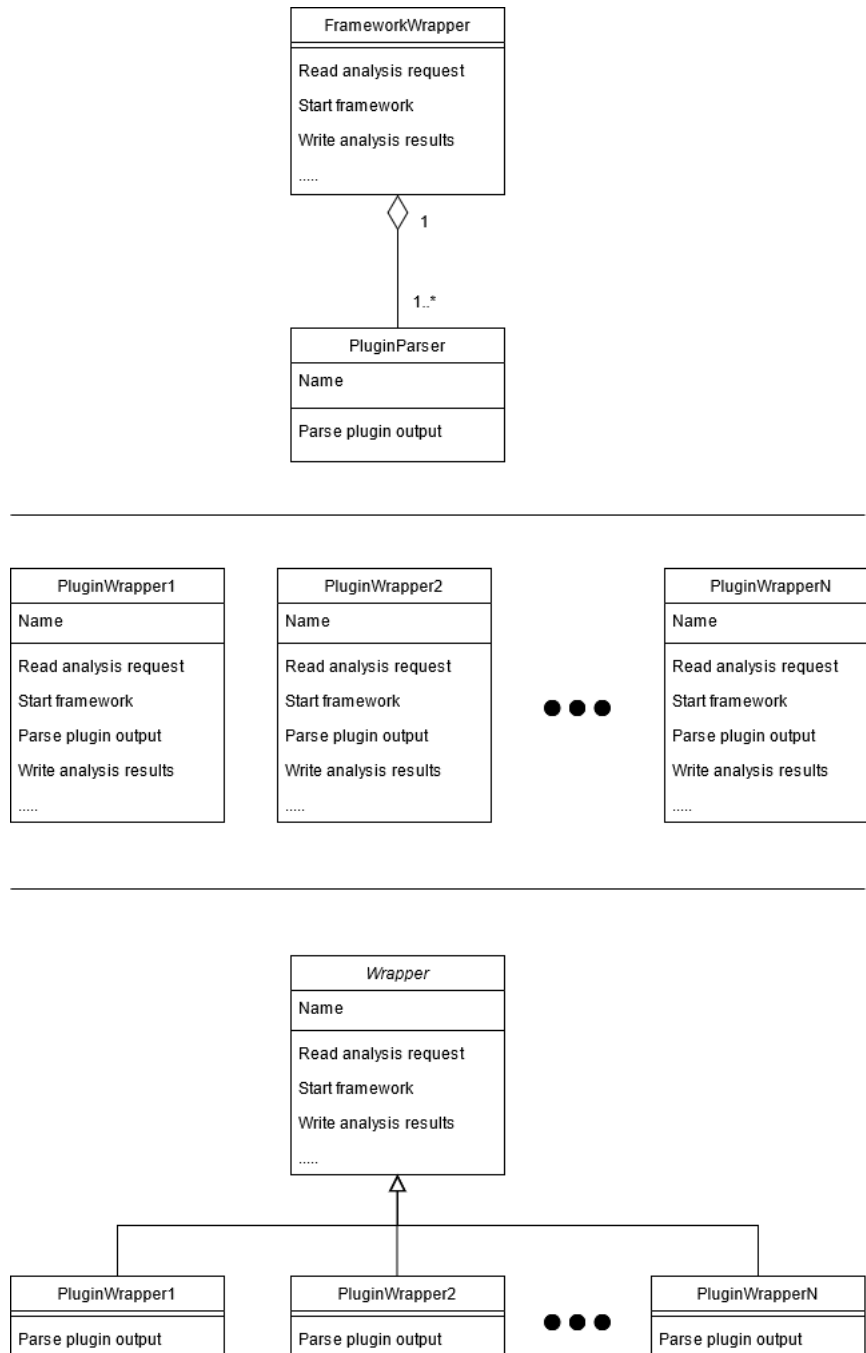 FrameworkWrapper
Read analysis request
Start framework
Write analysis results
.....
1
1..*
PluginParser
Name
Parse plugin output
PluginWrapper1
Name
Read analysis request
Start framework
Parse plugin output
Write analysis results
.....
PluginWrapper2
Name
Read analysis request
Start framework
Parse plugin output
Write analysis results
.....
PluginWrapperN
Name
Read analysis request
Start framework
Parse plugin output
Write analysis results
.....
Wrapper
Name
Read analysis request
Start framework
Write analysis results
.....
PluginWrapper1
Parse plugin output
PluginWrapper2
Parse plugin output
PluginWrapperN
Parse plugin output